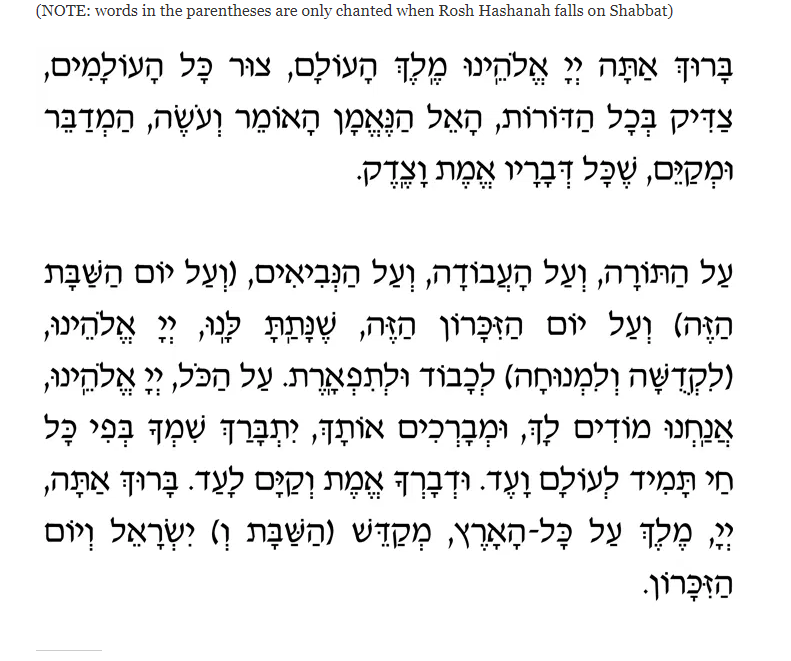 (NOTE: words in the parentheses are only chanted when Rosh Hashanah falls on Shabbat)
בָּרוּךְ אַתָּה יְיָ אֱלֹהֵֽינוּ מֶֽלֶךְ הָעוֹלָם, צוּר כָּל הָעוֹלָמִים,
צַדִּיק בְּכָל הַדּוֹרוֹת, הָאֵל הַנֶּאֱמָן הָאוֹמֵר וְעֹשֶׂה, הַמְדַבֵּר
וּמְקַיֵּם, שֶׁכָּל דְּבָרָיו אֱמֶת וָצֶֽדֶק.
עַל הַתּוֹרָה, וְעַל הָעֲבוֹדָה, וְעַל הַנְּבִיאִים, (וְעַל יוֹם הַשַּׁבָּת
הַזֶּה) וְעַל יוֹם הַזִּכָּרוֹן הַזֶּה, שֶׁנָּתַֽתָּ לָּֽנוּ, יְיָ אֱלֹהֵינוּ,
(לִקְדֻשָּׁה וְלִמְנוּחָה) לְכָבוֹד וּלְתִפְאָֽרֶת. עַל הַכֹּל, יְיָ אֱלֹהֵֽינוּ,
אֲנַֽחְנוּ מוֹדִים לָךְ, וּמְבָרְכִים אוֹתָךְ, יִתְבָּרַךְ שִׁמְךָ בְּפִי כָּל
חַי תָּמִיד לְעוֹלָם וָעֶד. וּדְבָרְךָ אֱמֶת וְקַיָּם לָעַד. בָּרוּךְ אַתָּה,
יְיָ, מֶלֶךְ עַל כָּל-הָאָרֶץ, מְקַדֵּשׁ (הַשַּׁבָּת וְ) יִשְׂרָאֵל וְיוֹם
הַזִּכָּרוֹן.